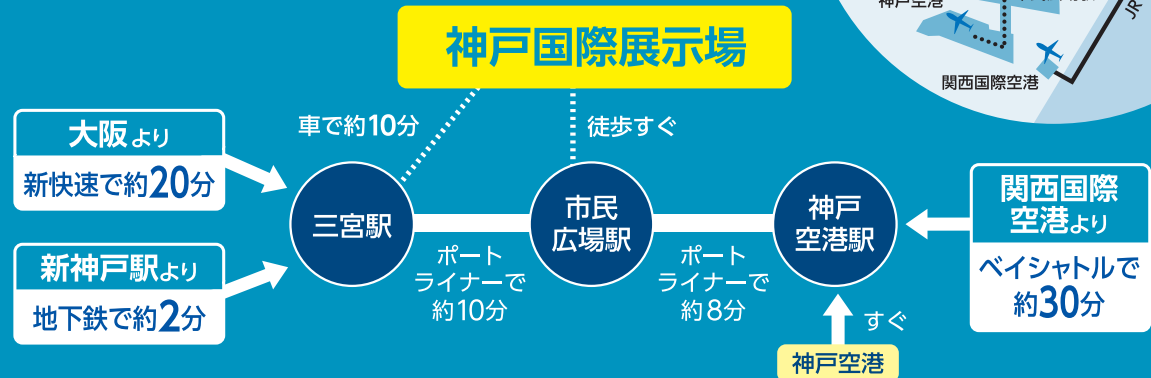 神戸空港
JR
関西国際空港
神戸国際展示場
大阪より
新快速で約20分
新神戸駅より
地下鉄で約2分
車で約10分
徒歩すぐ
三宮駅
ポート
ライナーで
約10分
市民
広場駅
ポート
ライナーで
約8分
神戸
空港駅
すぐ
神戸空港
関西国際
空港より
ベイシャトルで
約30分